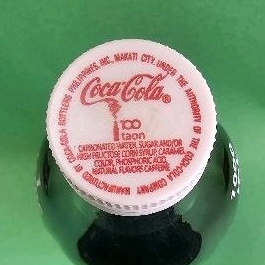 MANUFACTURED BY COCA-COLA BOTTLERS PHILIPPINES, INC., MAKATI CITY, UNDER THE AUTHORITY OF THE COCA-COLA COMPANY
Coca-Cola®
100
taon
CARBONATED WATER, SUGAR AND/OR
HIGH FRUCTOSE CORN SYRUP, CARAMEL
COLOR, PHOSPHORIC ACID,
NATURAL FLAVORS, CAFFEINE.